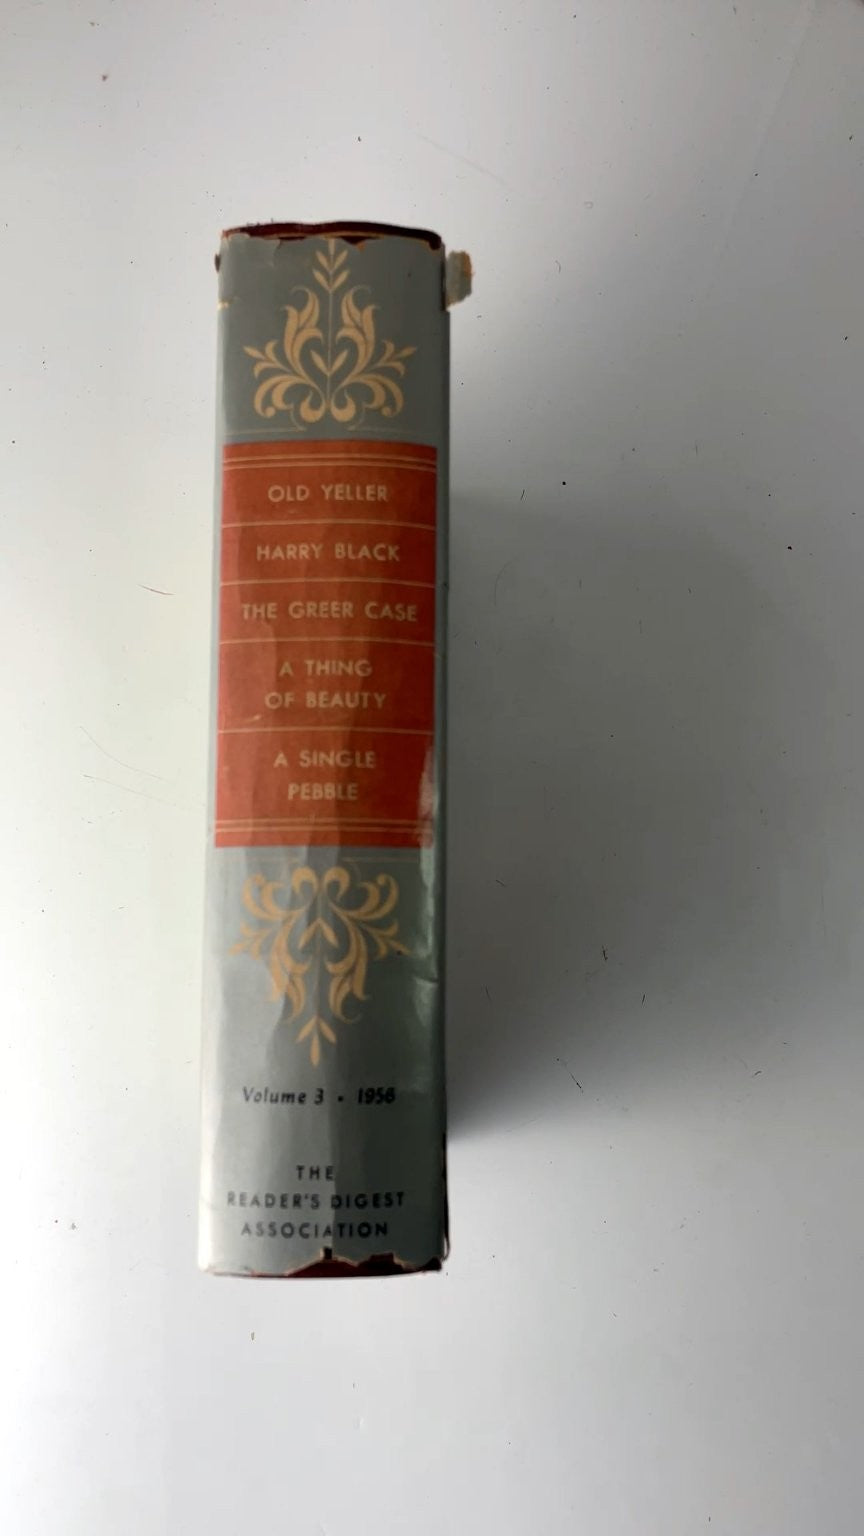 OLD YELLER
HARRY BLACK
THE GREER CASE
A THING
OF BEAUTY
A SINGLE
PEBBLE
Volume 3 • 1956
THE
READER'S DIGEST
ASSOCIATION